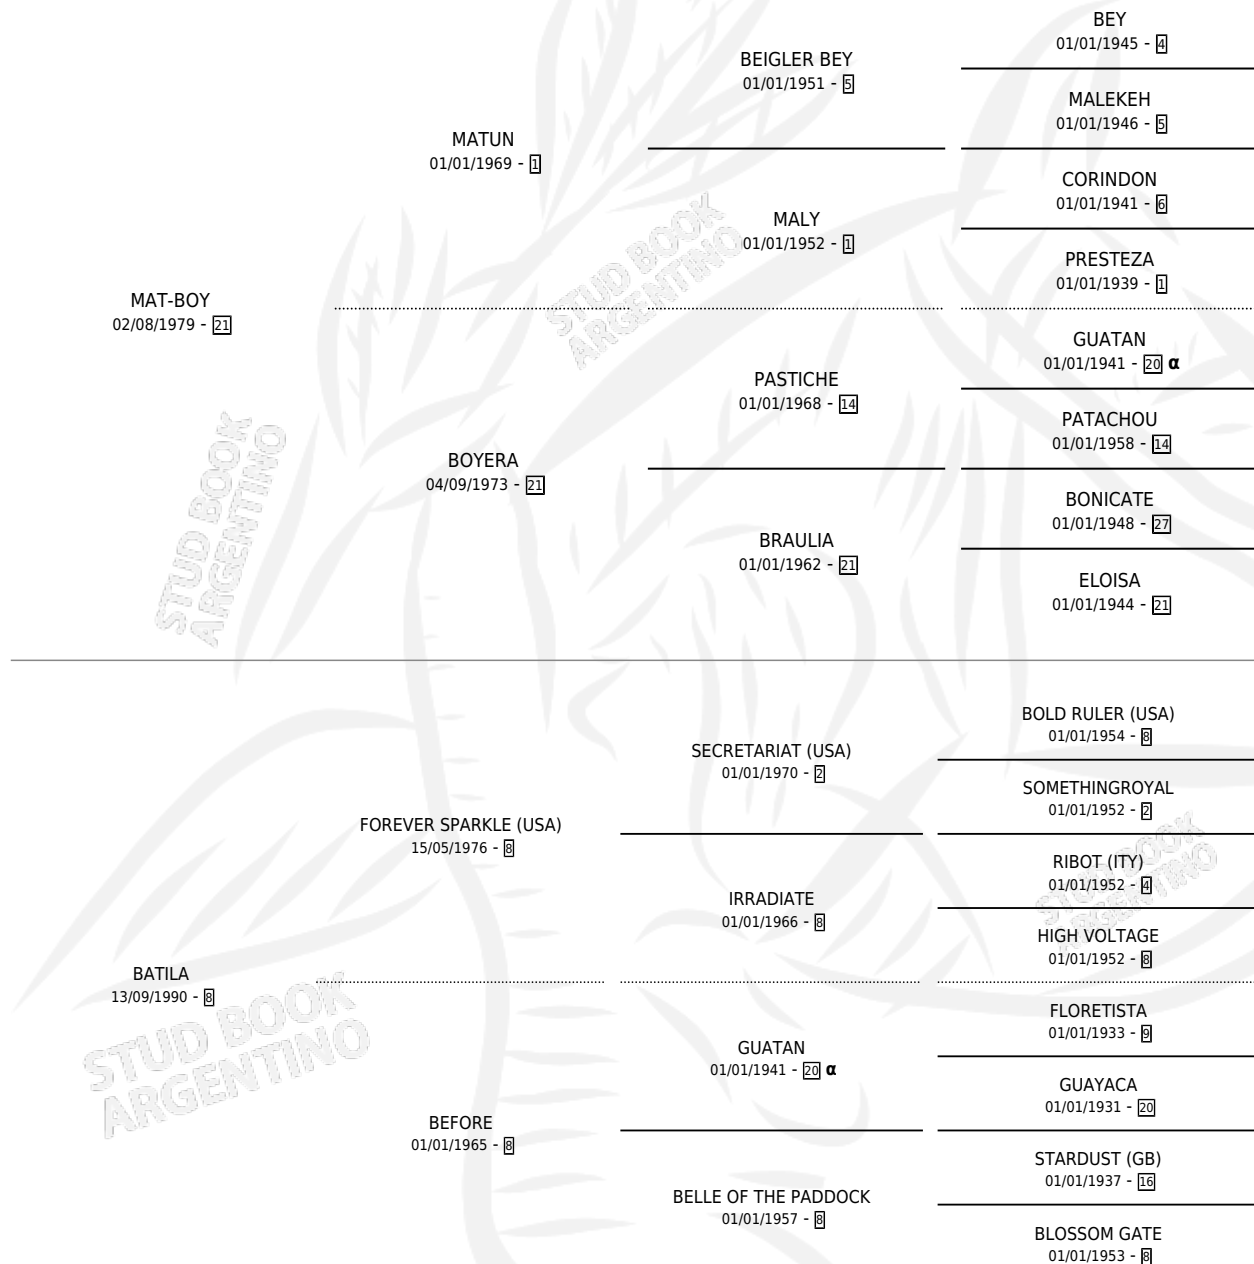 BEY
01/01/1945 - 4
BEIGLER BEY
01/01/1951 - 5
MALEKEH
01/01/1946 - 5
MATUN
01/01/1969 - 1
CORINDON
01/01/1941 - 6
MALY
01/01/1952 - 1
PRESTEZA
01/01/1939 - 1
MAT-BOY
02/08/1979 - 21
GUATAN
01/01/1941 - 20 α
PASTICHE
01/01/1968 - 14
PATACHOU
01/01/1958 - 14
BOYERA
04/09/1973 - 21
BONICATE
01/01/1948 - 27
BRAULIA
01/01/1962 - 21
ELOISA
01/01/1944 - 21
STUD BOOK
ARGENTINO
STUD BOOK
ARGENTINO
BOLD RULER (USA)
01/01/1954 - 8
SECRETARIAT (USA)
01/01/1970 - 2
SOMETHINGROYAL
01/01/1952 - 2
FOREVER SPARKLE (USA)
15/05/1976 - 8
RIBOT (ITY)
01/01/1952 - 4
IRRADIATE
01/01/1966 - 8
HIGH VOLTAGE
01/01/1952 - 8
BATILA
13/09/1990 - 8
FLORETISTA
01/01/1933 - 9
GUATAN
01/01/1941 - 20 α
GUAYACA
01/01/1931 - 20
BEFORE
01/01/1965 - 8
STARDUST (GB)
01/01/1937 - 16
BELLE OF THE PADDOCK
01/01/1957 - 8
BLOSSOM GATE
01/01/1953 - 8
STUD BOOK
ARGENTINO
STUD BOOK
ARGENTINO